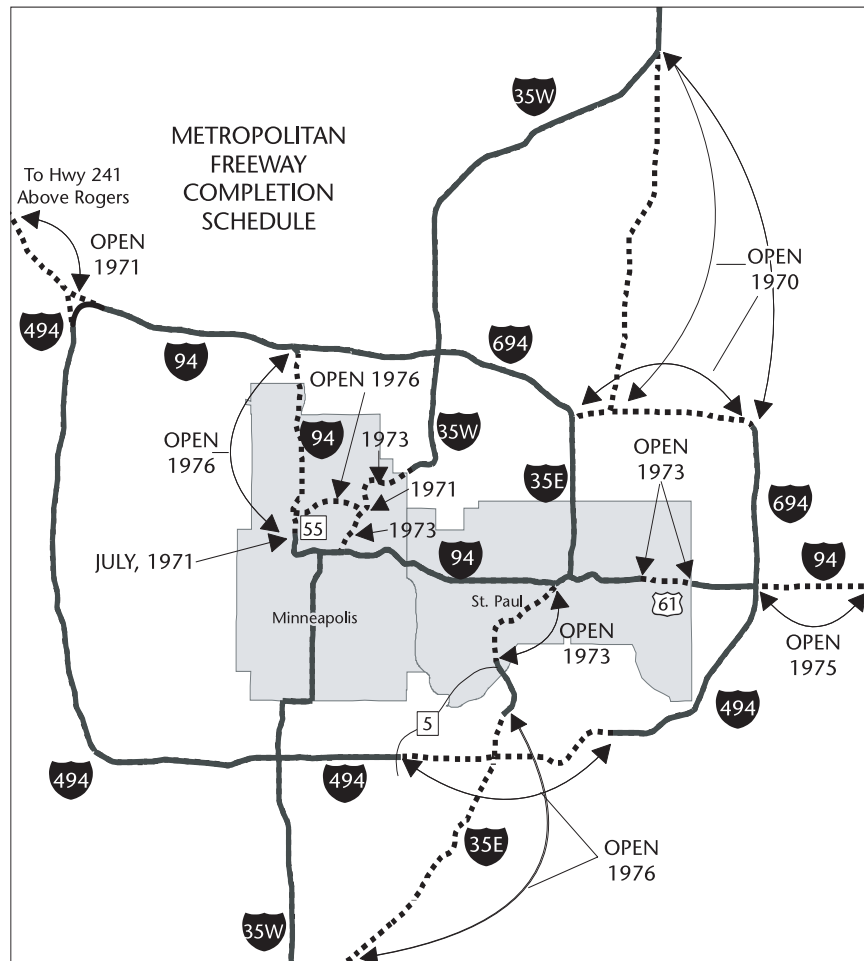 35W
METROPOLITAN
FREEWAY
COMPLETION
SCHEDULE
To Hwy 241
Above Rogers
OPEN
1971
OPEN
1970
494
94
694
OPEN 1976
35W
OPEN
1976
94
1973
OPEN
1973
35E
1971
694
55
1973
JULY, 1971
94
94
Minneapolis
St. Paul
61
OPEN
1973
OPEN
1975
5
494
494
494
35E
OPEN
1976
35W